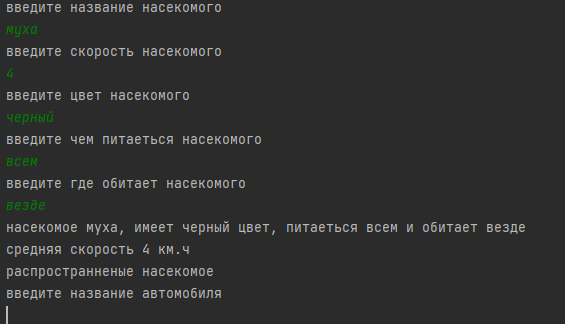 введите название насекомого
муха
введите скорость насекомого
4
введите цвет насекомого
черный
введите чем питаеться насекомого
всем
введите где обитает насекомого
везде
насекомое муха, имеет черный цвет, питаеться всем и обитает везде
средняя скорость 4 км.ч
распространненые насекомое
введите название автомобиля